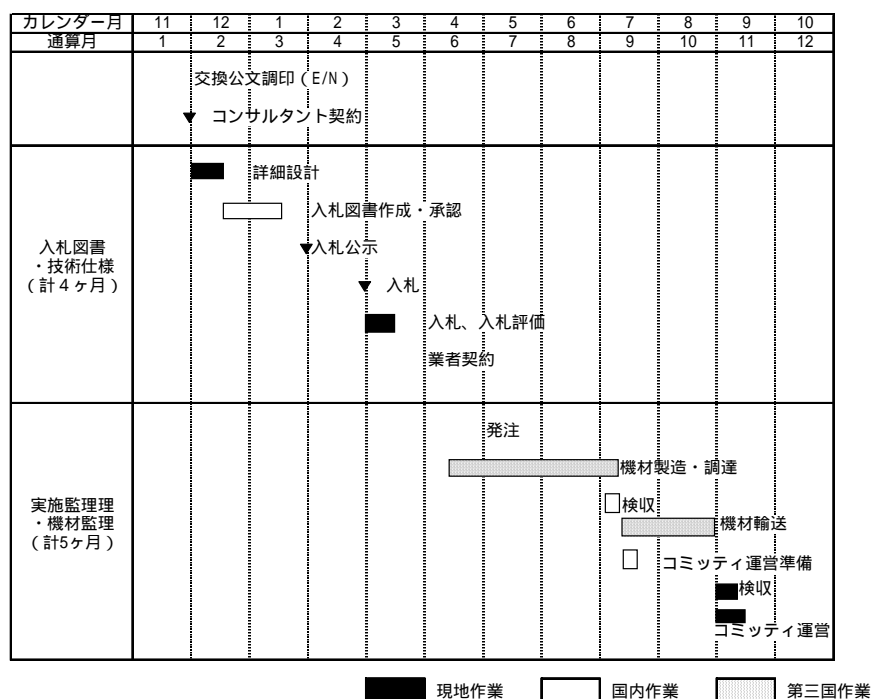 カレンダー月 11 12 1 2 3 4 5 6 7 8 9 10
通算月 1 2 3 4 5 6 7 8 9 10 11 12
交換公文調印(E/N)
▼ コンサルタント契約
入札図書
・技術仕様
(計4ヶ月)
詳細設計
入札図書作成・承認
▼入札公示
▼ 入札
入札、入札評価
業者契約
実施監理理
・機材監理
(計5ヶ月)
発注
機材製造・調達
検収
機材輸送
コミッティ運営準備
検収
コミッティ運営
現地作業 国内作業 第三国作業